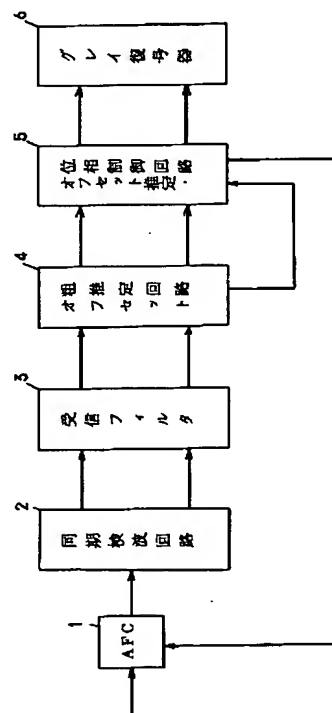 1
AFC
2
同期検波回路
3
受信フィルタ
4
オフセット
粗推定回路
5
オフセット推定・
位相制御回路
6
グレイ復号器